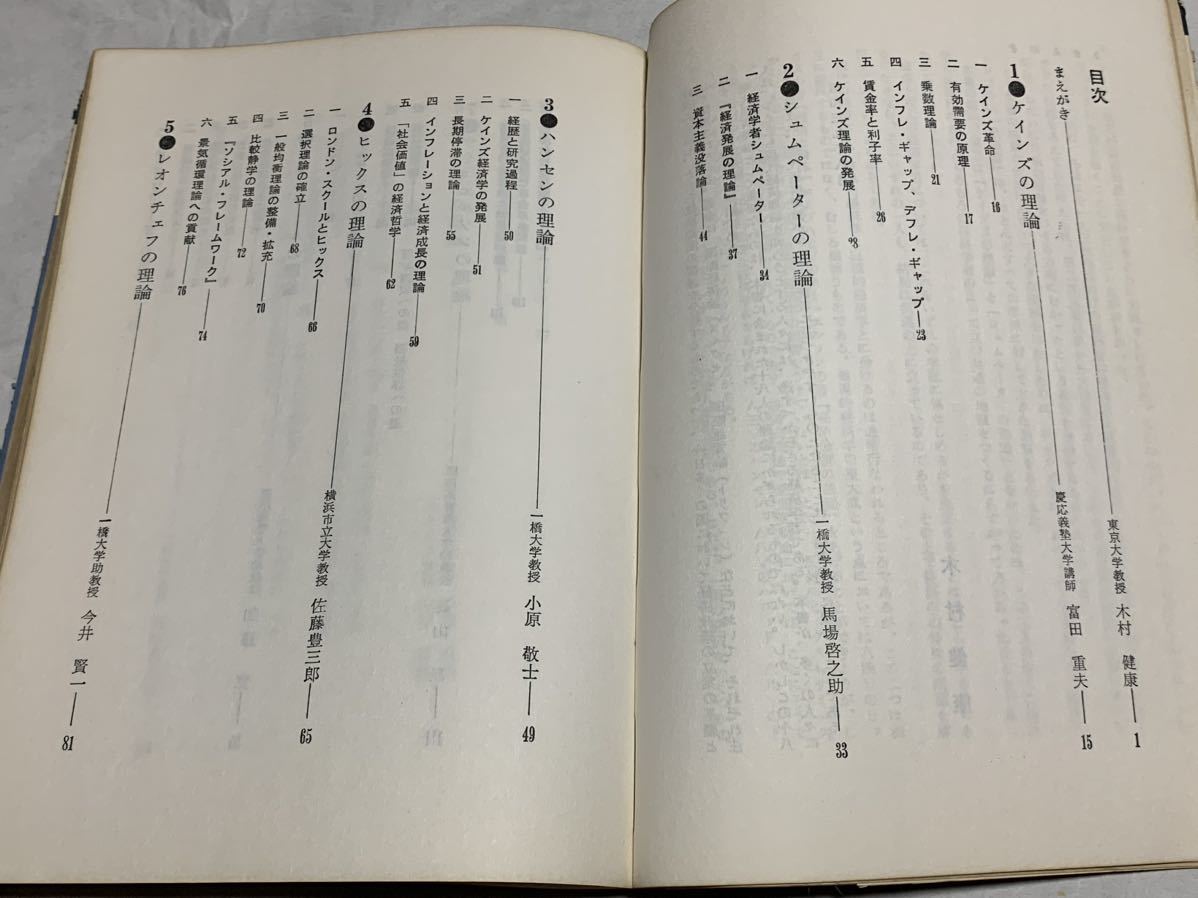 目次
まえがき――東京大学教授 木村 健康――1
1 ケインズの理論――慶応義塾大学講師 富田 重夫――15
一 ケインズ革命――16
二 有効需要の原理――17
三 乗数理論――21
四 インフレ・ギャップ、デフレ・ギャップ――23
五 賃金率と利子率――26
六 ケインズ理論の発展――28
2 シュムペーターの理論――一橋大学教授 馬場啓之助――33
一 経済学者シュムペーター――34
二 『経済発展の理論』――37
三 資本主義没落論――44
3 ハンセンの理論――一橋大学教授 小原 敬士――49
一 経歴と研究過程――50
二 ケインズ経済学の発展――51
三 長期停滞の理論――55
四 インフレーションと経済成長の理論――59
五 「社会価値」の経済哲学――62
4 ヒックスの理論――横浜市立大学教授 佐藤豊三郎――65
一 ロンドン・スクールとヒックス――66
二 選択理論の確立――68
三 一般均衡理論の整備・拡充――70
四 比較静学の理論――72
五 『ソシアル・フレームワーク』――74
六 景気循環理論への貢献――76
5 レオンチェフの理論――一橋大学助教授 今井 賢一――81